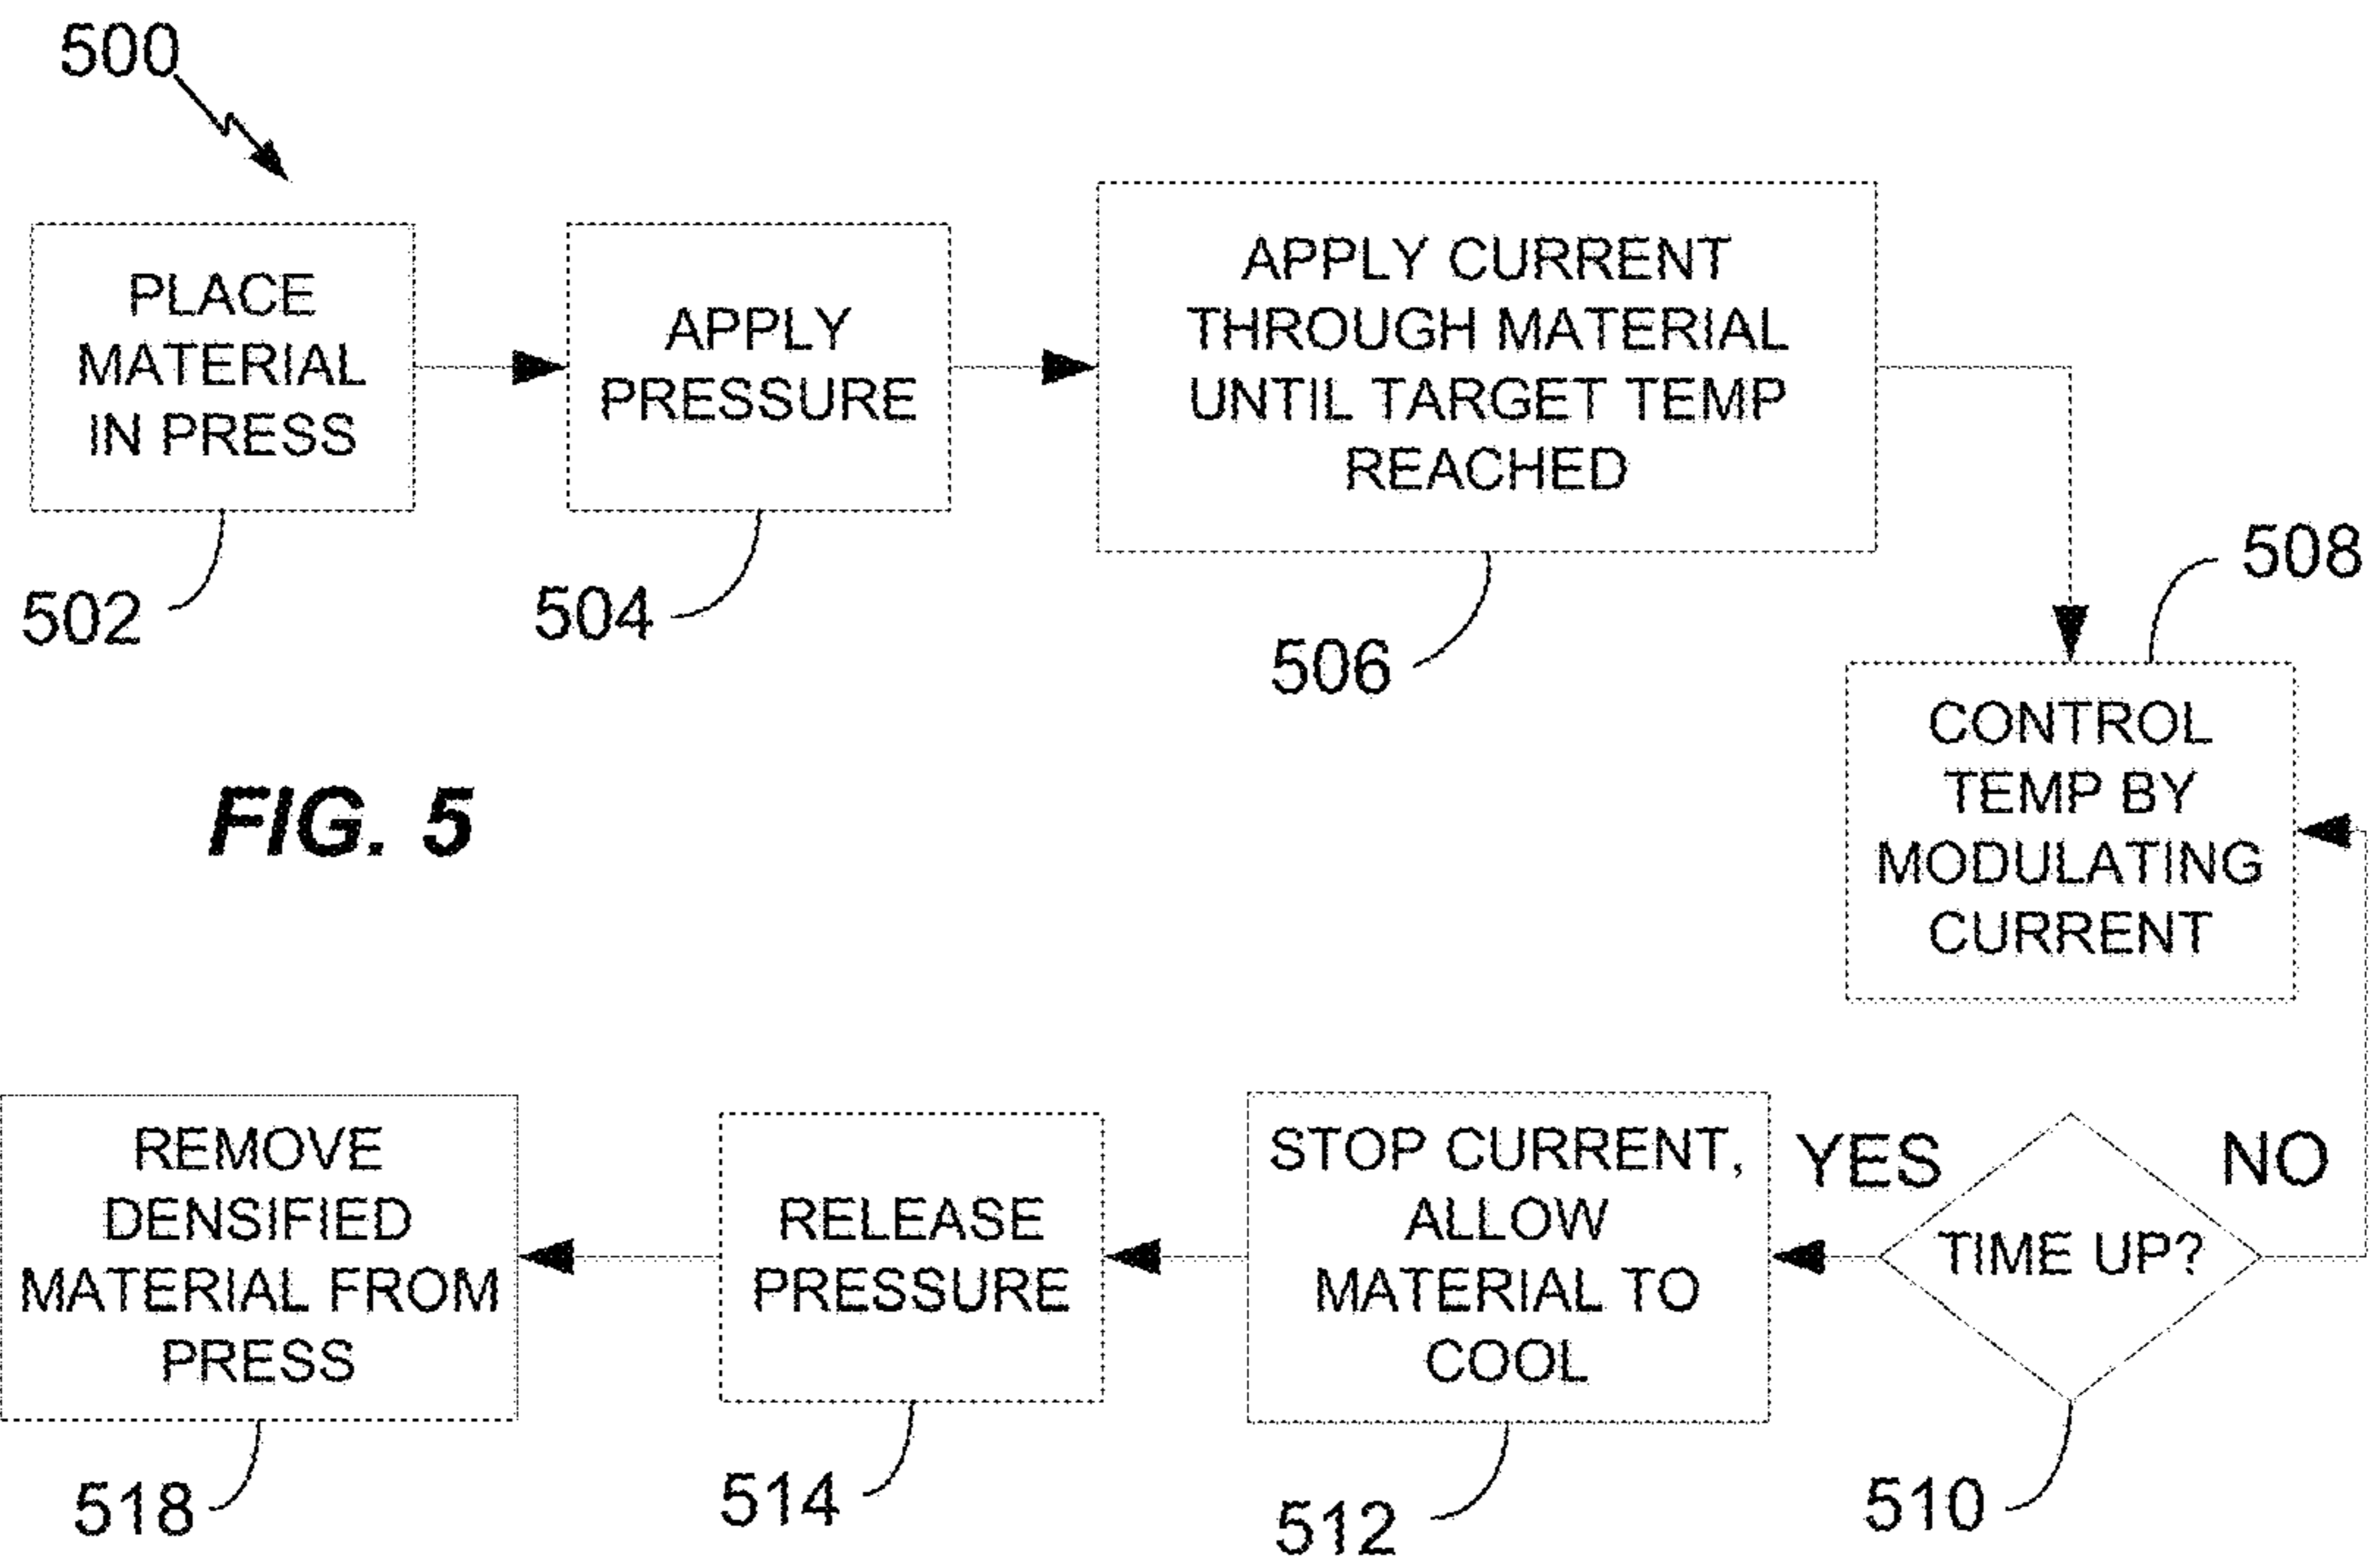 500
PLACE
MATERIAL
IN PRESS
502
APPLY
PRESSURE
504
APPLY CURRENT
THROUGH MATERIAL
UNTIL TARGET TEMP
REACHED
506
508
CONTROL
TEMP BY
MODULATING
CURRENT
FIG. 5
NO
TIME UP?
510
YES
STOP CURRENT,
ALLOW
MATERIAL TO
COOL
512
RELEASE
PRESSURE
514
REMOVE
DENSIFIED
MATERIAL FROM
PRESS
518